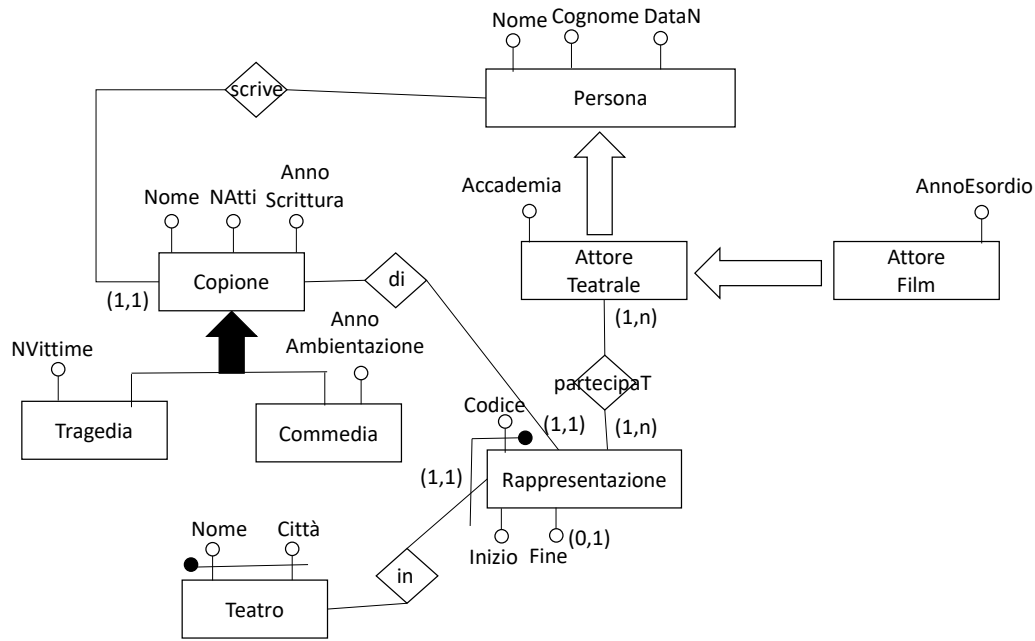 Nome Cognome DataN
scrive
Persona
Accademia
AnnoEsordio
Anno
Scrittura
Nome NAtti
Copione
(1,1)
di
Attore
Teatrale
Attore
Film
(1,n)
Anno
Ambientazione
NVittime
Tragedia
Commedia
partecipaT
Codice
(1,1)
(1,n)
(1,1)
Rappresentazione
Inizio Fine (0,1)
Nome Città
in
Teatro